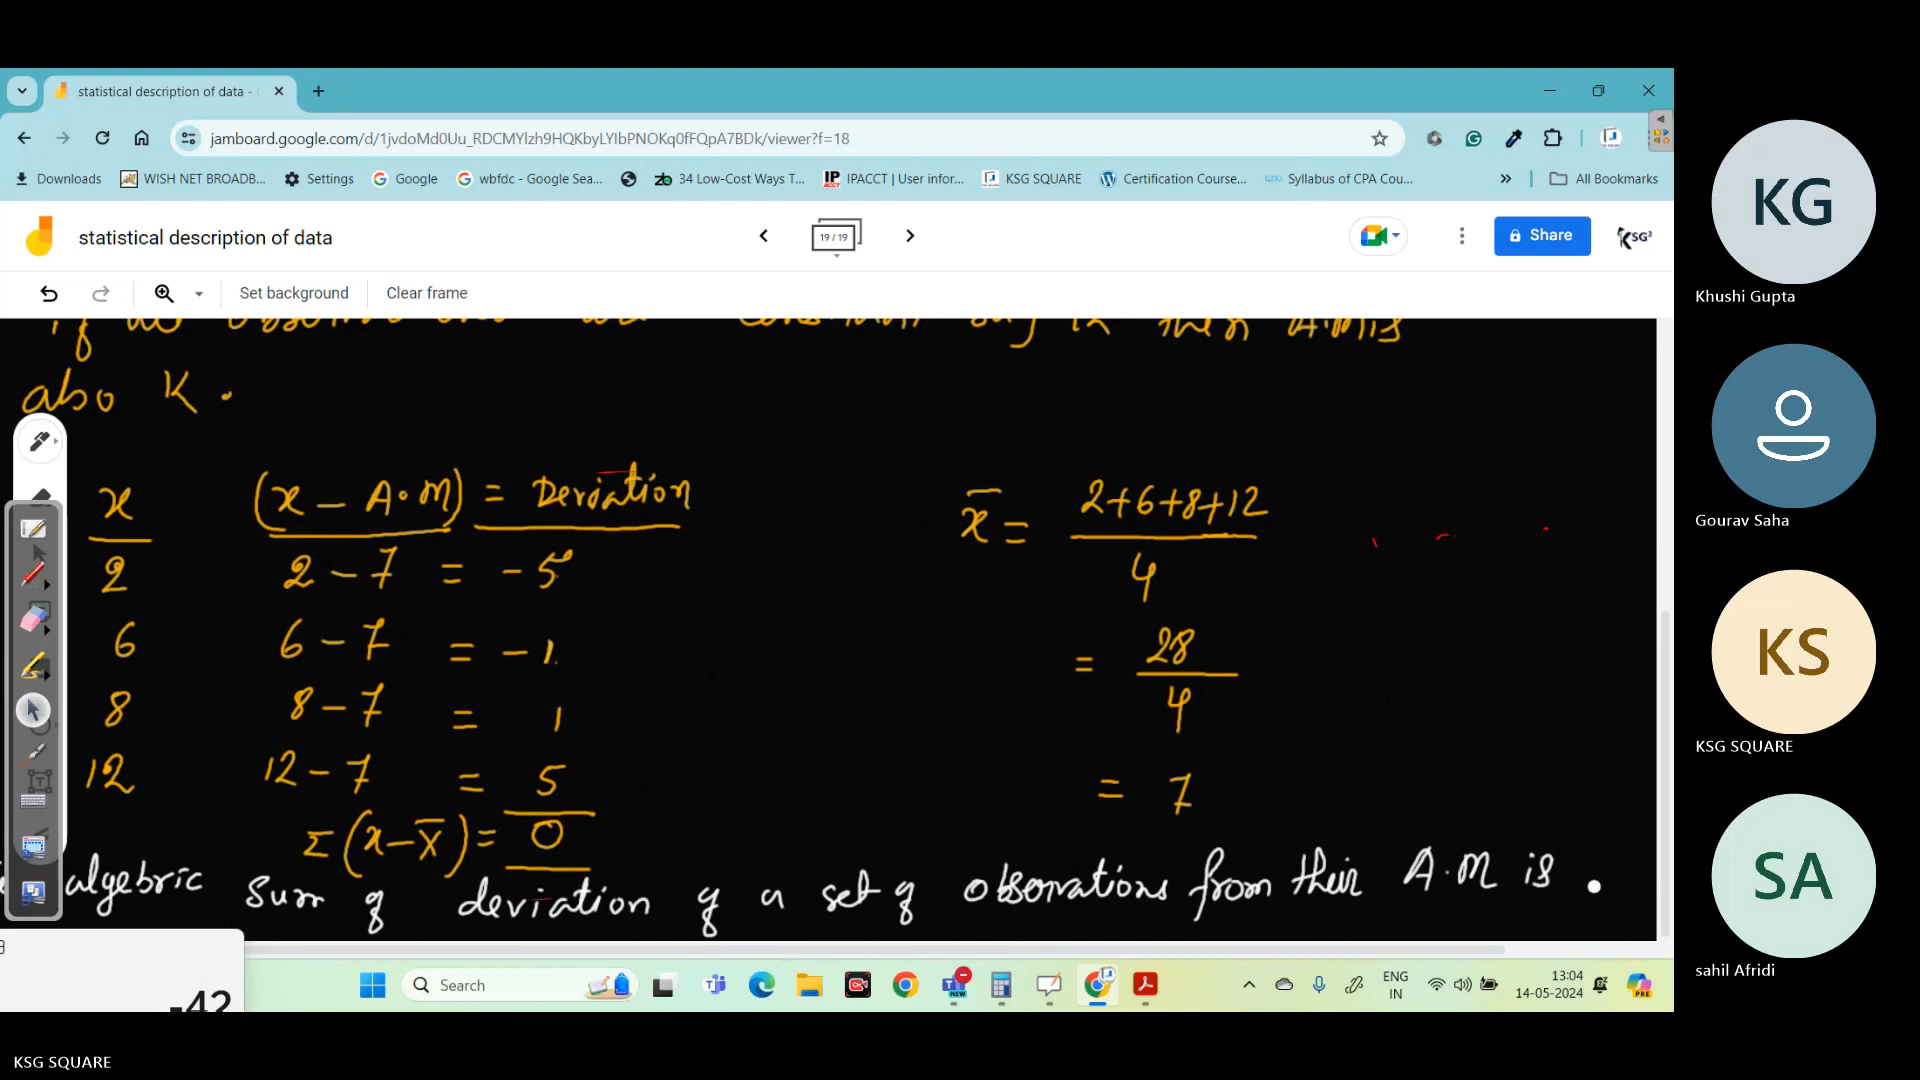 statistical description of data -
jamboard.google.com/d/1jvdoMd0Uu_RDCMYlzh9HQKbyLYIbPNOKq0fFQpA7BDk/viewer?f=18
Downloads WISH NET BROADB... Settings Google wbfdc - Google Sea... 34 Low-Cost Ways T... IPACCT | User infor... KSG SQUARE Certification Course... Syllabus of CPA Cou... » All Bookmarks
statistical description of data 19 / 19 Share KSG²
Set background Clear frame
also K.
x (x – A.M) = Deviation x̄ = 2+6+8+12
2 2 – 7 = – 5 4
6 6 – 7 = – 1 = 28
8 8 – 7 = 1 4
12 12 – 7 = 5 = 7
Σ(x – x̄) = 0
algebric sum of deviation of a set of observations from their A.M is .
-42
Search
ENG
IN
13:04
14-05-2024
KG
Khushi Gupta
Gourav Saha
KS
KSG SQUARE
SA
sahil Afridi
KSG SQUARE